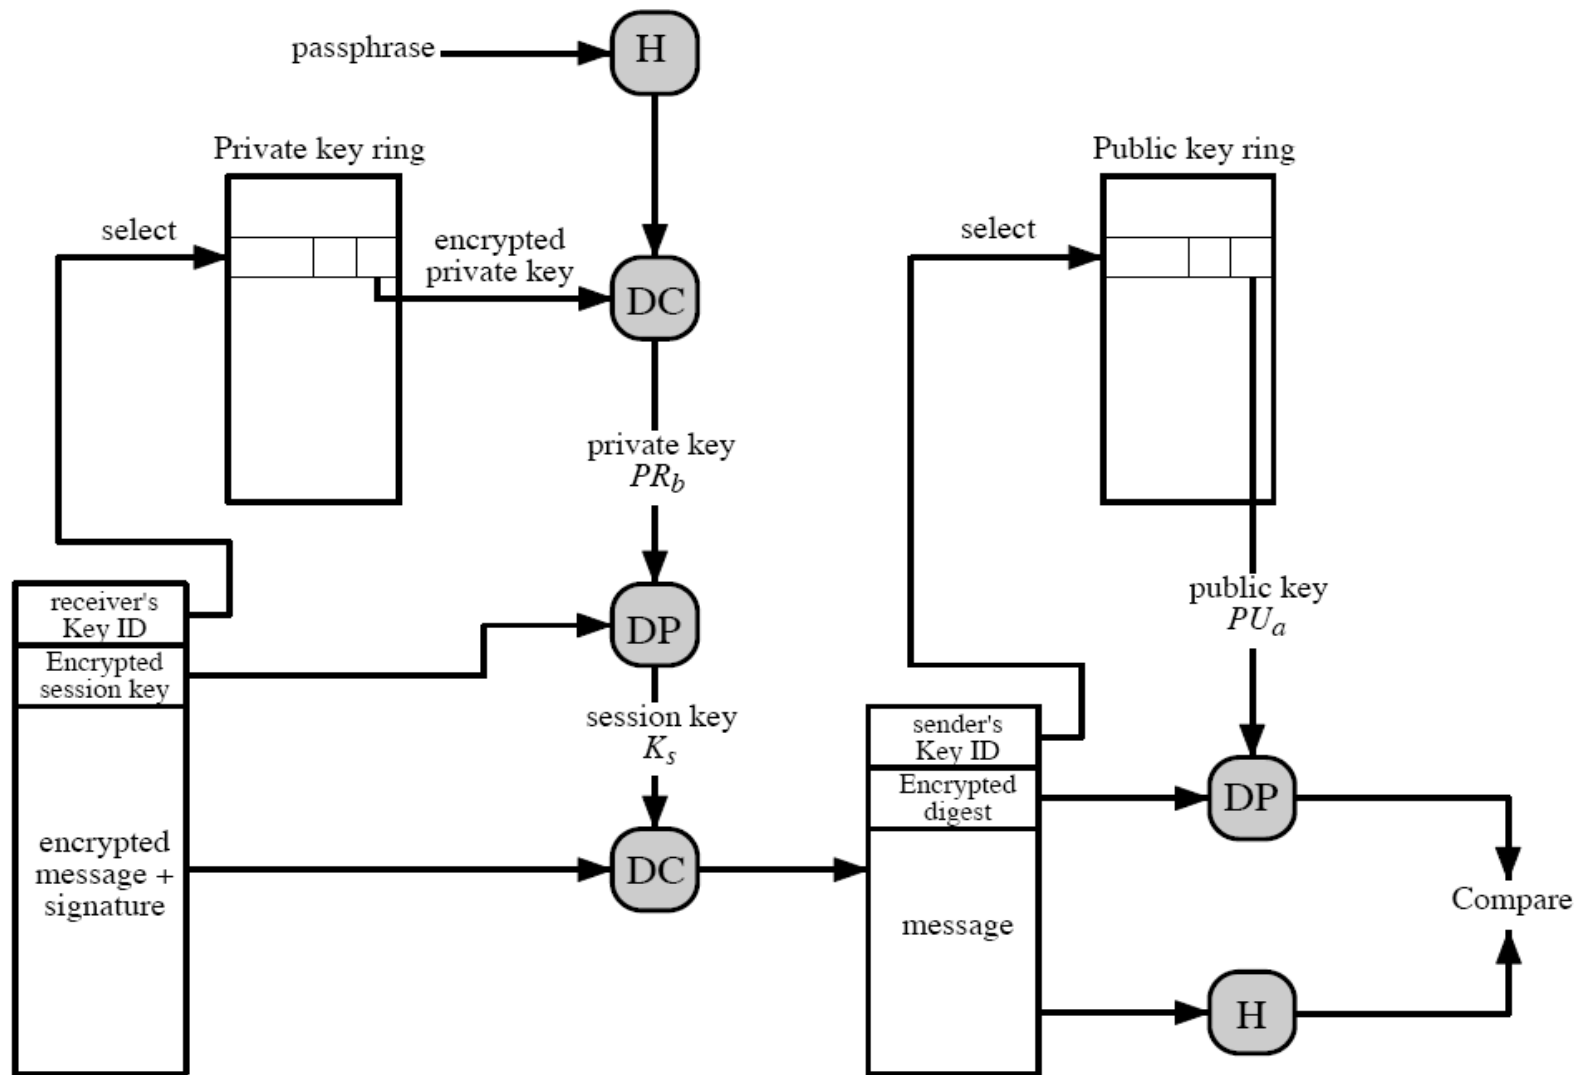 passphrase
H
Private key ring
Public key ring
select
encrypted
private key
DC
select
private key
PRb
receiver's
Key ID
Encrypted
session key
DP
session key
Ks
encrypted
message +
signature
DC
public key
PUa
sender's
Key ID
Encrypted
digest
message
DP
Compare
H